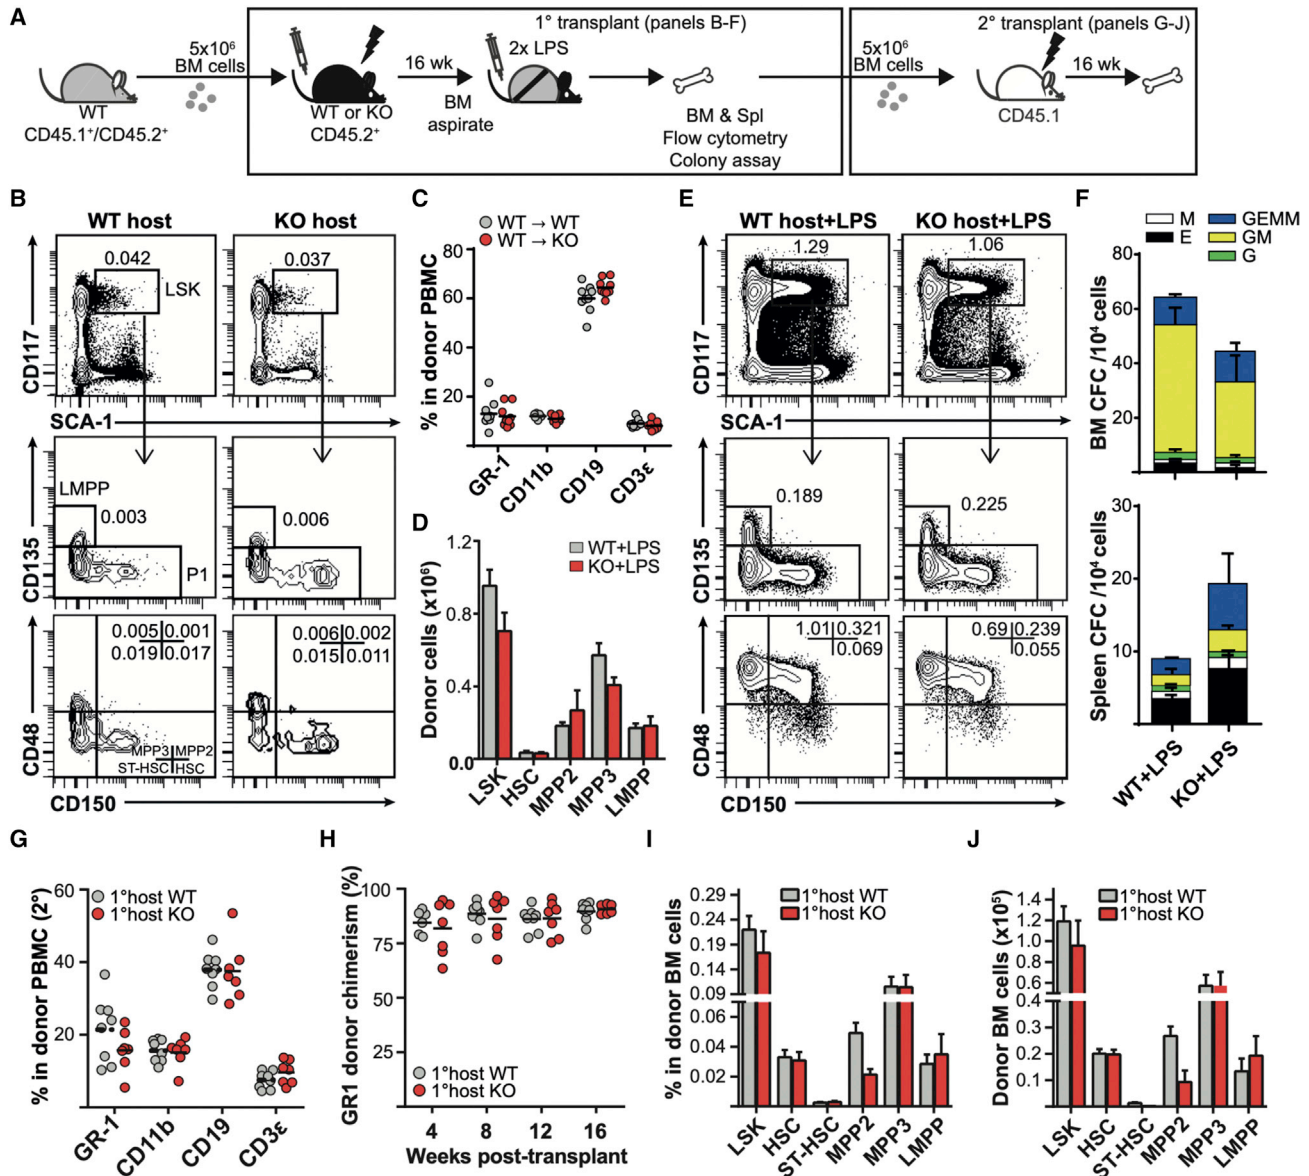 A
1° transplant (panels B-F)
2° transplant (panels G-J)
5x10⁶
BM cells
16 wk
2x LPS
5x10⁶
BM cells
16 wk
WT
CD45.1⁺/CD45.2⁺
WT or KO
CD45.2⁺
BM
aspirate
BM & Spl
Flow cytometry
Colony assay
CD45.1
B
WT host
KO host
0.042
LSK
0.037
CD117
SCA-1
LMPP
0.003
P1
0.006
CD135
0.005 0.001
0.019 0.017
0.006 0.002
0.015 0.011
MPP3 MPP2
ST-HSC HSC
CD48
CD150
C
WT → WT
WT → KO
% in donor PBMC
80
60
40
20
GR-1
CD11b
CD19
CD3ε
D
WT+LPS
KO+LPS
Donor cells (x10⁶)
1.2
0.8
0.4
0.0
LSK
HSC
MPP2
MPP3
LMPP
E
WT host+LPS
KO host+LPS
1.29
1.06
CD117
SCA-1
0.189
0.225
CD135
1.01 0.321
0.069
0.69 0.239
0.055
CD48
CD150
F
M
E
GEMM
GM
G
BM CFC /10⁴ cells
80
60
40
20
Spleen CFC /10⁴ cells
30
20
10
WT+LPS
KO+LPS
G
1°host WT
1°host KO
% in donor PBMC (2°)
60
40
20
GR-1
CD11b
CD19
CD3ε
H
GR1 donor chimerism (%)
100
75
50
25
1°host WT
1°host KO
4 8 12 16
Weeks post-transplant
I
1°host WT
1°host KO
% in donor BM cells
0.29
0.24
0.19
0.14
0.09
0.06
0.04
0.02
LSK
HSC
ST-HSC
MPP2
MPP3
LMPP
J
1°host WT
1°host KO
Donor BM cells (x10⁵)
1.4
1.2
1.0
0.8
0.6
0.4
0.3
0.2
0.1
LSK
HSC
ST-HSC
MPP2
MPP3
LMPP